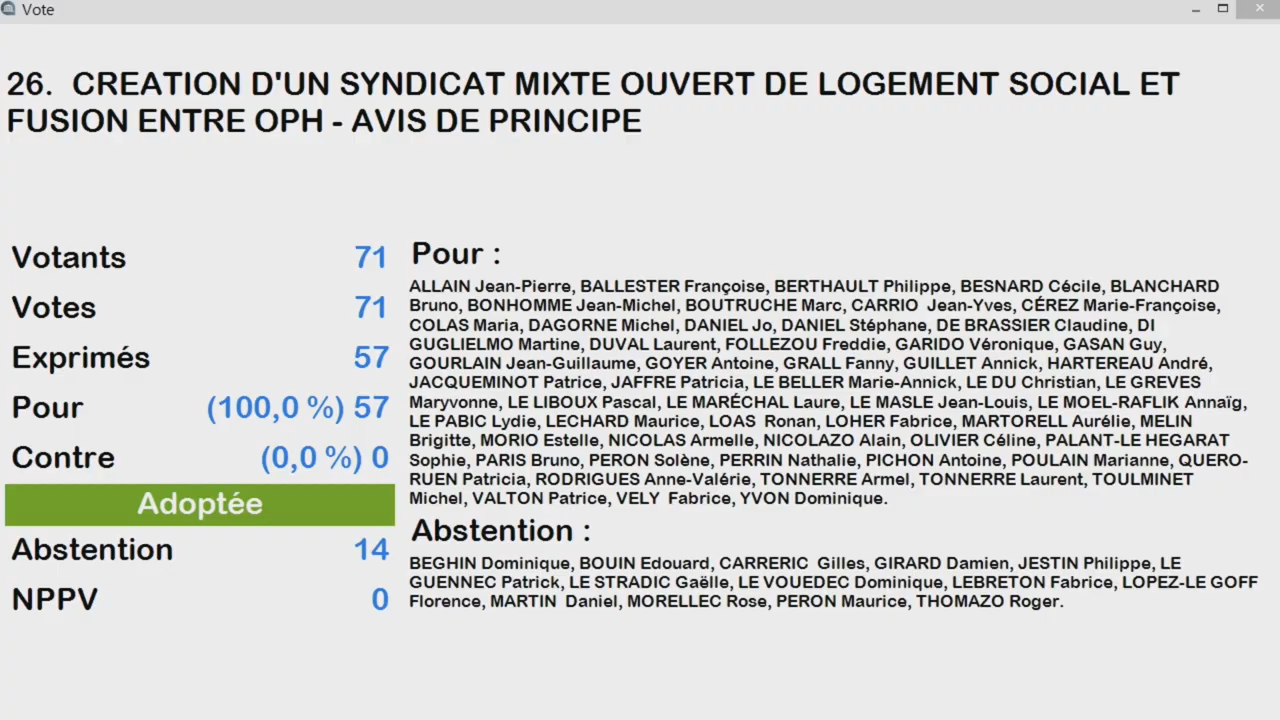 Vote
26. CREATION D'UN SYNDICAT MIXTE OUVERT DE LOGEMENT SOCIAL ET
FUSION ENTRE OPH - AVIS DE PRINCIPE
Votants 71
Votes 71
Exprimés 57
Pour (100,0 %) 57
Contre (0,0 %) 0
Adoptée
Abstention 14
NPPV 0
Pour :
ALLAIN Jean-Pierre, BALLESTER Françoise, BERTHAULT Philippe, BESNARD Cécile, BLANCHARD
Bruno, BONHOMME Jean-Michel, BOUTRUCHE Marc, CARRIO Jean-Yves, CÉREZ Marie-Françoise,
COLAS Maria, DAGORNE Michel, DANIEL Jo, DANIEL Stéphane, DE BRASSIER Claudine, DI
GUGLIELMO Martine, DUVAL Laurent, FOLLEZOU Freddie, GARIDO Véronique, GASAN Guy,
GOURLAIN Jean-Guillaume, GOYER Antoine, GRALL Fanny, GUILLET Annick, HARTEREAU André,
JACQUEMINOT Patrice, JAFFRE Patricia, LE BELLER Marie-Annick, LE DU Christian, LE GREVES
Maryvonne, LE LIBOUX Pascal, LE MARÉCHAL Laure, LE MASLE Jean-Louis, LE MOEL-RAFLIK Annaïg,
LE PABIC Lydie, LECHARD Maurice, LOAS Ronan, LOHER Fabrice, MARTORELL Aurélie, MELIN
Brigitte, MORIO Estelle, NICOLAS Armelle, NICOLAZO Alain, OLIVIER Céline, PALANT-LE HEGARAT
Sophie, PARIS Bruno, PERON Solène, PERRIN Nathalie, PICHON Antoine, POULAIN Marianne, QUERO-
RUEN Patricia, RODRIGUES Anne-Valérie, TONNERRE Armel, TONNERRE Laurent, TOULMINET
Michel, VALTON Patrice, VELY Fabrice, YVON Dominique.
Abstention :
BEGHIN Dominique, BOUIN Edouard, CARRERIC Gilles, GIRARD Damien, JESTIN Philippe, LE
GUENNEC Patrick, LE STRADIC Gaëlle, LE VOUEDEC Dominique, LEBRETON Fabrice, LOPEZ-LE GOFF
Florence, MARTIN Daniel, MORELLEC Rose, PERON Maurice, THOMAZO Roger.